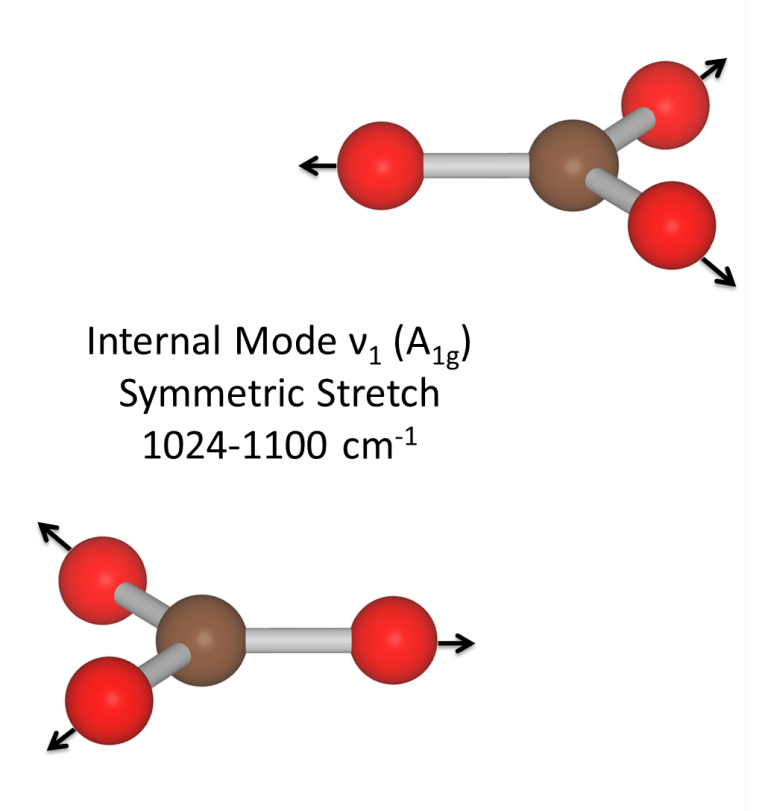 Internal Mode ν₁ (A₁g)
Symmetric Stretch
1024-1100 cm⁻¹